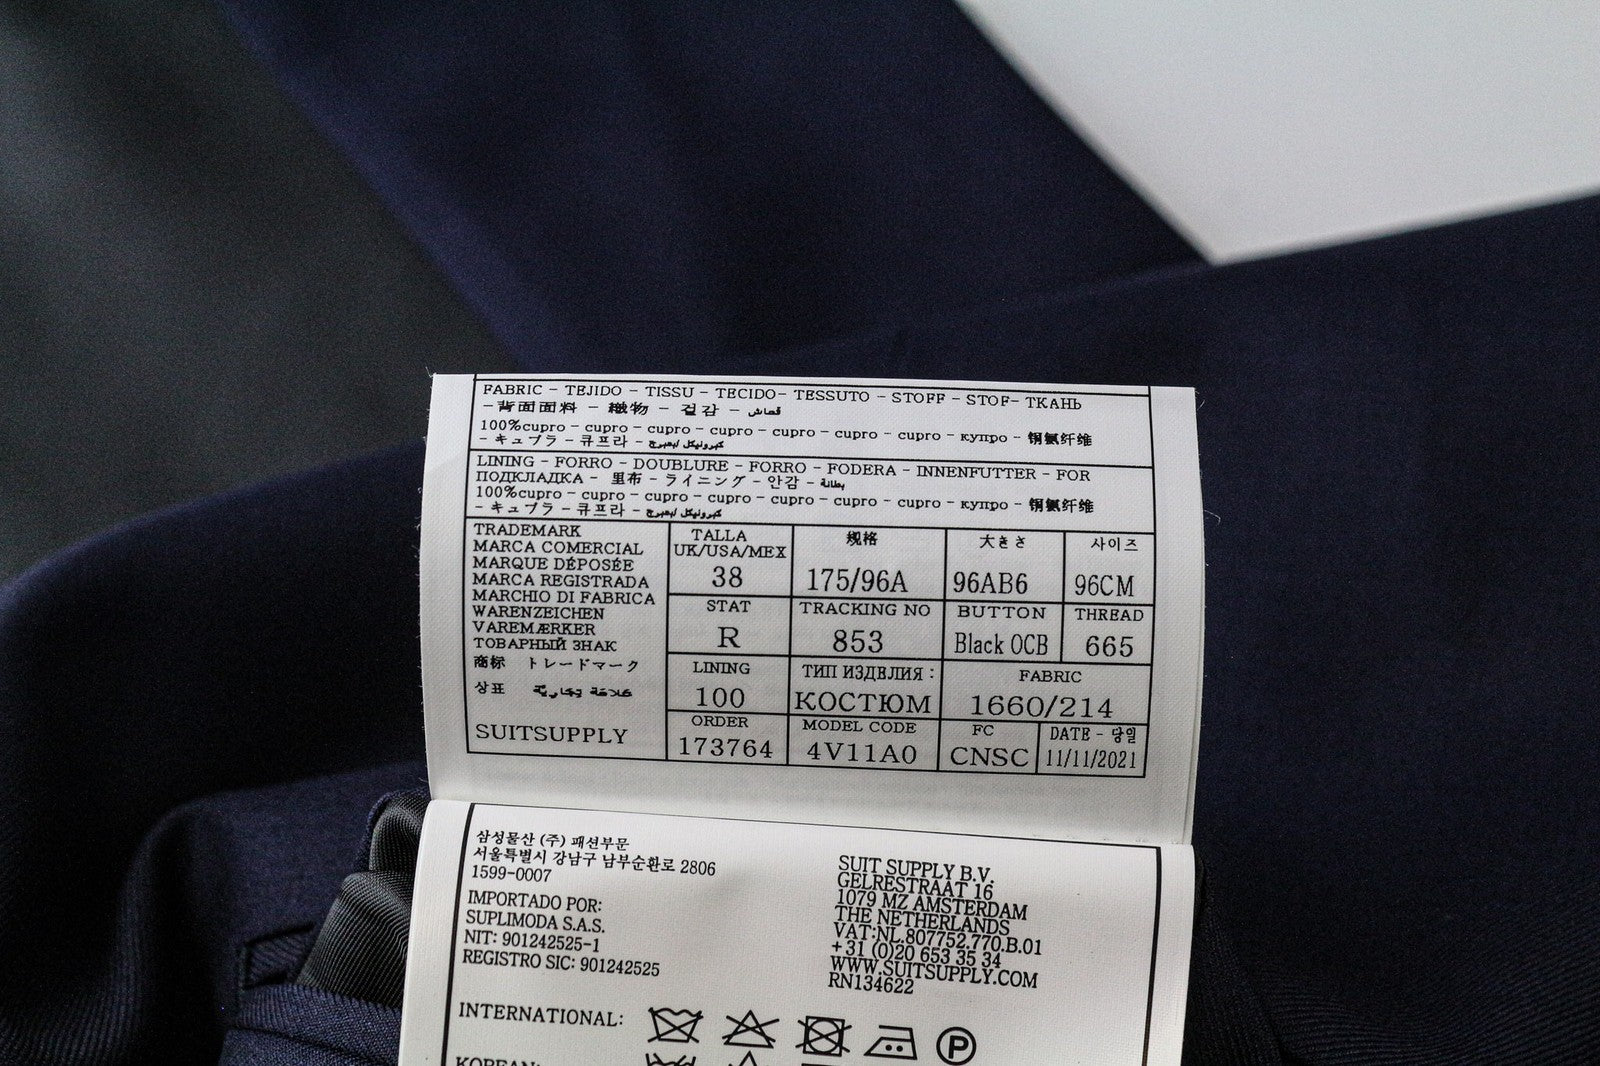 FABRIC - TEJIDO - TISSU - TECIDO- TESSUTO - STOFF - STOF- ТКАНЬ
- 背面面料 - 織物 - 겉감 - قماش
100%cupro - cupro - cupro - cupro - cupro - cupro - cupro - купро - 铜氨纤维
- キュプラ - 큐프라 -
LINING - FORRO - DOUBLURE - FORRO - FODERA - INNENFUTTER - FOR
ПОДКЛАДКА - 里布 - ライニング - 안감 - بطانة
100%cupro - cupro - cupro - cupro - cupro - cupro - cupro - купро - 铜氨纤维
- キュプラ - 큐프라 -
TRADEMARK
MARCA COMERCIAL
MARQUE DÉPOSÉE
MARCA REGISTRADA
MARCHIO DI FABRICA
WARENZEICHEN
VAREMÆRKER
ТОВАРНЫЙ ЗНАК
商标 トレードマーク
상표 علامة تجارية
SUITSUPPLY
TALLA
UK/USA/MEX
38
规格
175/96A
大きさ
96AB6
사이즈
96CM
STAT
R
TRACKING NO
853
BUTTON
Black OCB
THREAD
665
LINING
100
ТИП ИЗДЕЛИЯ :
КОСТЮМ
FABRIC
1660/214
ORDER
173764
MODEL CODE
4V11A0
FC
CNSC
DATE - 당일
11/11/2021
삼성물산 (주) 패션부문
서울특별시 강남구 남부순환로 2806
1599-0007
IMPORTADO POR:
SUPLIMODA S.A.S.
NIT: 901242525-1
REGISTRO SIC: 901242525
SUIT SUPPLY B.V.
GELRESTRAAT 16
1079 MZ AMSTERDAM
THE NETHERLANDS
VAT:NL.807752.770.B.01
+31 (0)20 653 35 34
WWW.SUITSUPPLY.COM
RN134622
INTERNATIONAL:
P
KOREAN: